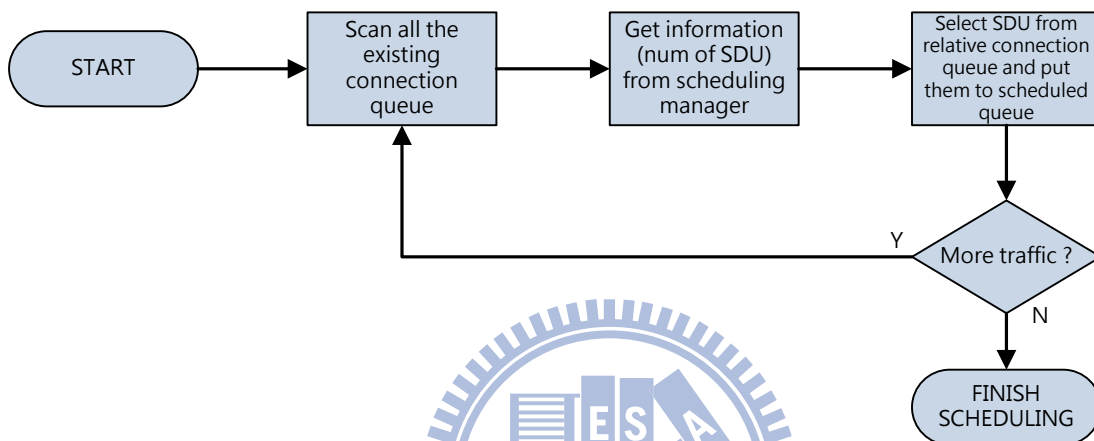 START
Scan all the
existing
connection
queue
Get information
(num of SDU)
from scheduling
manager
Select SDU from
relative connection
queue and put
them to scheduled
queue
More traffic ?
Y
N
FINISH
SCHEDULING
E S A